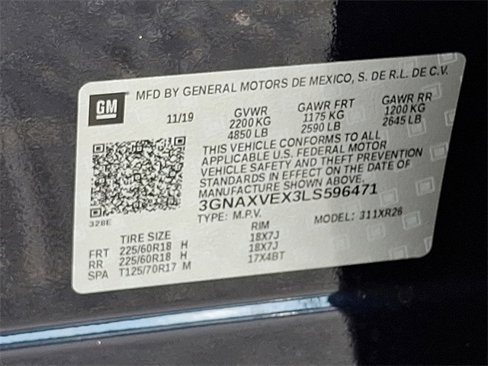 GM
MFD BY GENERAL MOTORS DE MEXICO, S. DE R.L. DE C.V.
11/19 GVWR GAWR FRT GAWR RR
2200 KG 1175 KG 1200 KG
4850 LB 2590 LB 2645 LB
THIS VEHICLE CONFORMS TO ALL
APPLICABLE U.S. FEDERAL MOTOR
VEHICLE SAFETY AND THEFT PREVENTION
STANDARDS IN EFFECT ON THE DATE OF
MANUFACTURE SHOWN ABOVE.
3GNAXVEX3LS596471
328E
TYPE: M.P.V. MODEL: 311XR26
TIRE SIZE RIM
FRT 225/60R18 H 18X7J
RR 225/60R18 H 18X7J
SPA T125/70R17 M 17X4BT